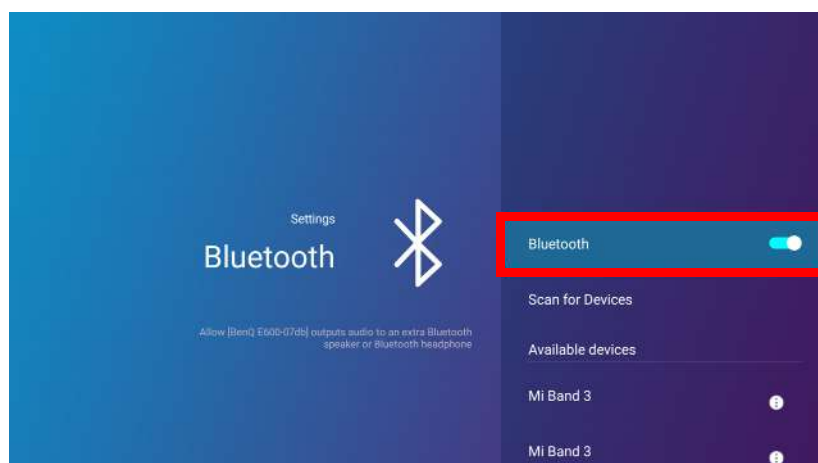 Settings
Bluetooth
Allow [BenQ E600-07db] outputs audio to an extra Bluetooth
speaker or Bluetooth headphone
Bluetooth
Scan for Devices
Available devices
Mi Band 3
Mi Band 3